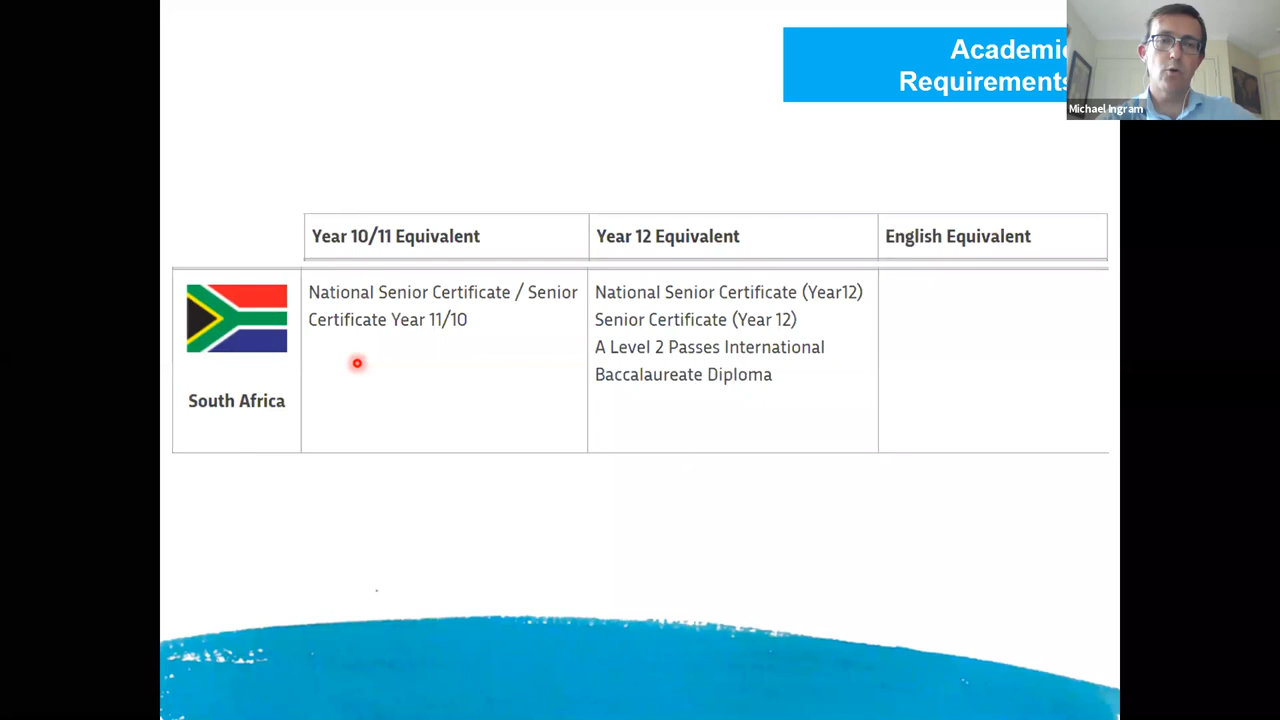 Academic
Requirements
Michael Ingram
Year 10/11 Equivalent
Year 12 Equivalent
English Equivalent
National Senior Certificate / Senior
Certificate Year 11/10
National Senior Certificate (Year12)
Senior Certificate (Year 12)
A Level 2 Passes International
Baccalaureate Diploma
South Africa